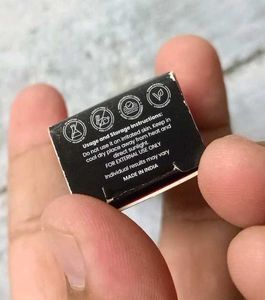 Usage and Storage Instructions:
Do not use it on irritated skin. Keep in
cool dry place away from heat and
direct sunlight.
FOR EXTERNAL USE ONLY
Individual results may vary
MADE IN INDIA